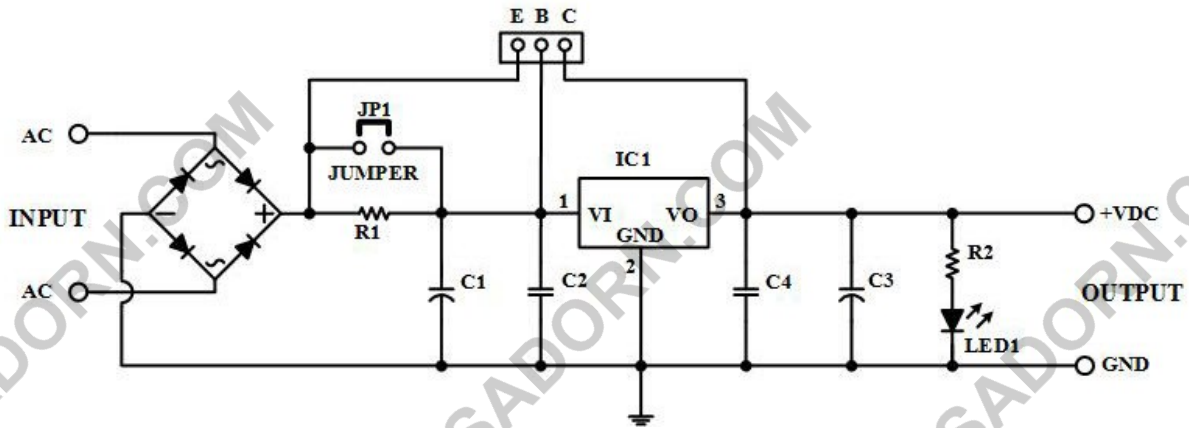 E B C
JP1
JUMPER
AC
INPUT
AC
R1
IC1
1
VI
VO
3
GND
2
C1
C2
C4
C3
R2
LED1
+VDC
OUTPUT
GND
SADORN.COM
SADORN.COM
SADORN.C